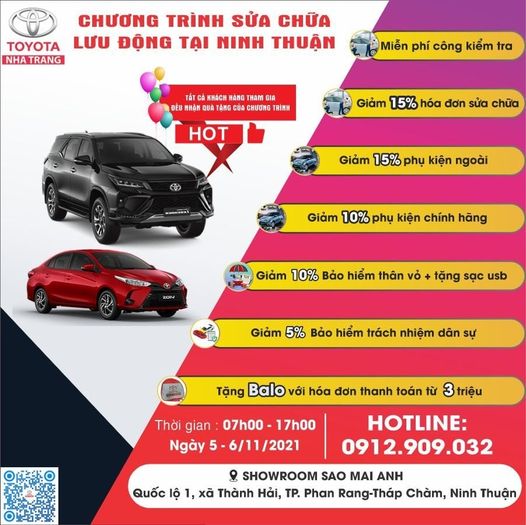 TOYOTA
NHA TRANG
CHƯƠNG TRÌNH SỬA CHỮA
LƯU ĐỘNG TẠI NINH THUẬN
TẤT CẢ KHÁCH HÀNG THAM GIA
ĐỀU NHẬN QUÀ TẶNG CỦA CHƯƠNG TRÌNH
HOT
Miễn phí công kiểm tra
Giảm 15% hóa đơn sửa chữa
Giảm 15% phụ kiện ngoài
Giảm 10% phụ kiện chính hãng
Giảm 10% Bảo hiểm thân vỏ + tặng sạc usb
Giảm 5% Bảo hiểm trách nhiệm dân sự
Tặng Balo với hóa đơn thanh toán từ 3 triệu
Thời gian : 07h00 - 17h00
Ngày 5 - 6/11/2021
HOTLINE:
0912.909.032
SHOWROOM SAO MAI ANH
Quốc lộ 1, xã Thành Hải, TP. Phan Rang-Tháp Chàm, Ninh Thuận